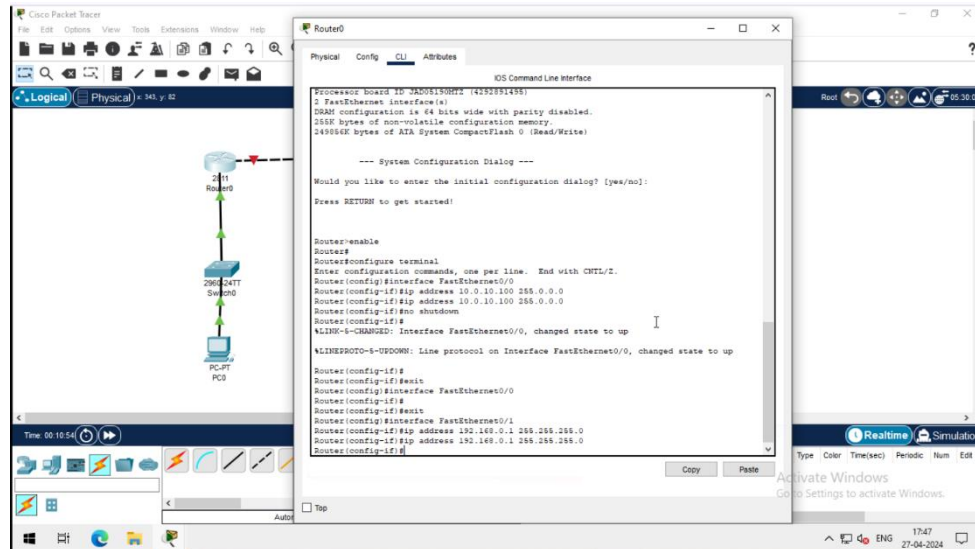 Cisco Packet Tracer
File Edit Options View Tools Extensions Window Help
Logical
Physical x: 343, y: 82
Root
05:30:0
2811
Router0
2960-24TT
Switch0
PC-PT
PC0
Router0
Physical Config CLI Attributes
IOS Command Line Interface
Processor board ID JAD05190MTZ (4292891495)
2 FastEthernet interface(s)
DRAM configuration is 64 bits wide with parity disabled.
255K bytes of non-volatile configuration memory.
249856K bytes of ATA System CompactFlash 0 (Read/Write)
--- System Configuration Dialog ---
Would you like to enter the initial configuration dialog? [yes/no]:
Press RETURN to get started!
Router>enable
Router#
Router#configure terminal
Enter configuration commands, one per line. End with CNTL/Z.
Router(config)#interface FastEthernet0/0
Router(config-if)#ip address 10.0.10.100 255.0.0.0
Router(config-if)#ip address 10.0.10.100 255.0.0.0
Router(config-if)#no shutdown
Router(config-if)#
%LINK-5-CHANGED: Interface FastEthernet0/0, changed state to up
%LINEPROTO-5-UPDOWN: Line protocol on Interface FastEthernet0/0, changed state to up
Router(config-if)#
Router(config-if)#exit
Router(config)#interface FastEthernet0/0
Router(config-if)#
Router(config-if)#exit
Router(config)#interface FastEthernet0/1
Router(config-if)#ip address 192.168.0.1 255.255.255.0
Router(config-if)#ip address 192.168.0.1 255.255.255.0
Router(config-if)#
Copy Paste
Top
Time: 00:10:54
Realtime Simulatio
Type Color Time(sec) Periodic Num Edit
Activate Windows
Go to Settings to activate Windows.
Autor
ENG
17:47
27-04-2024